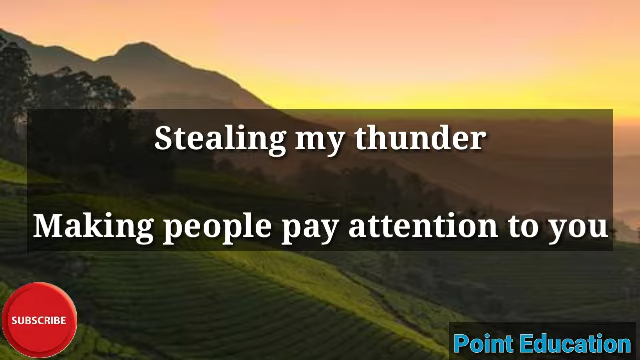 Stealing my thunder
Making people pay attention to you
SUBSCRIBE
Point Education